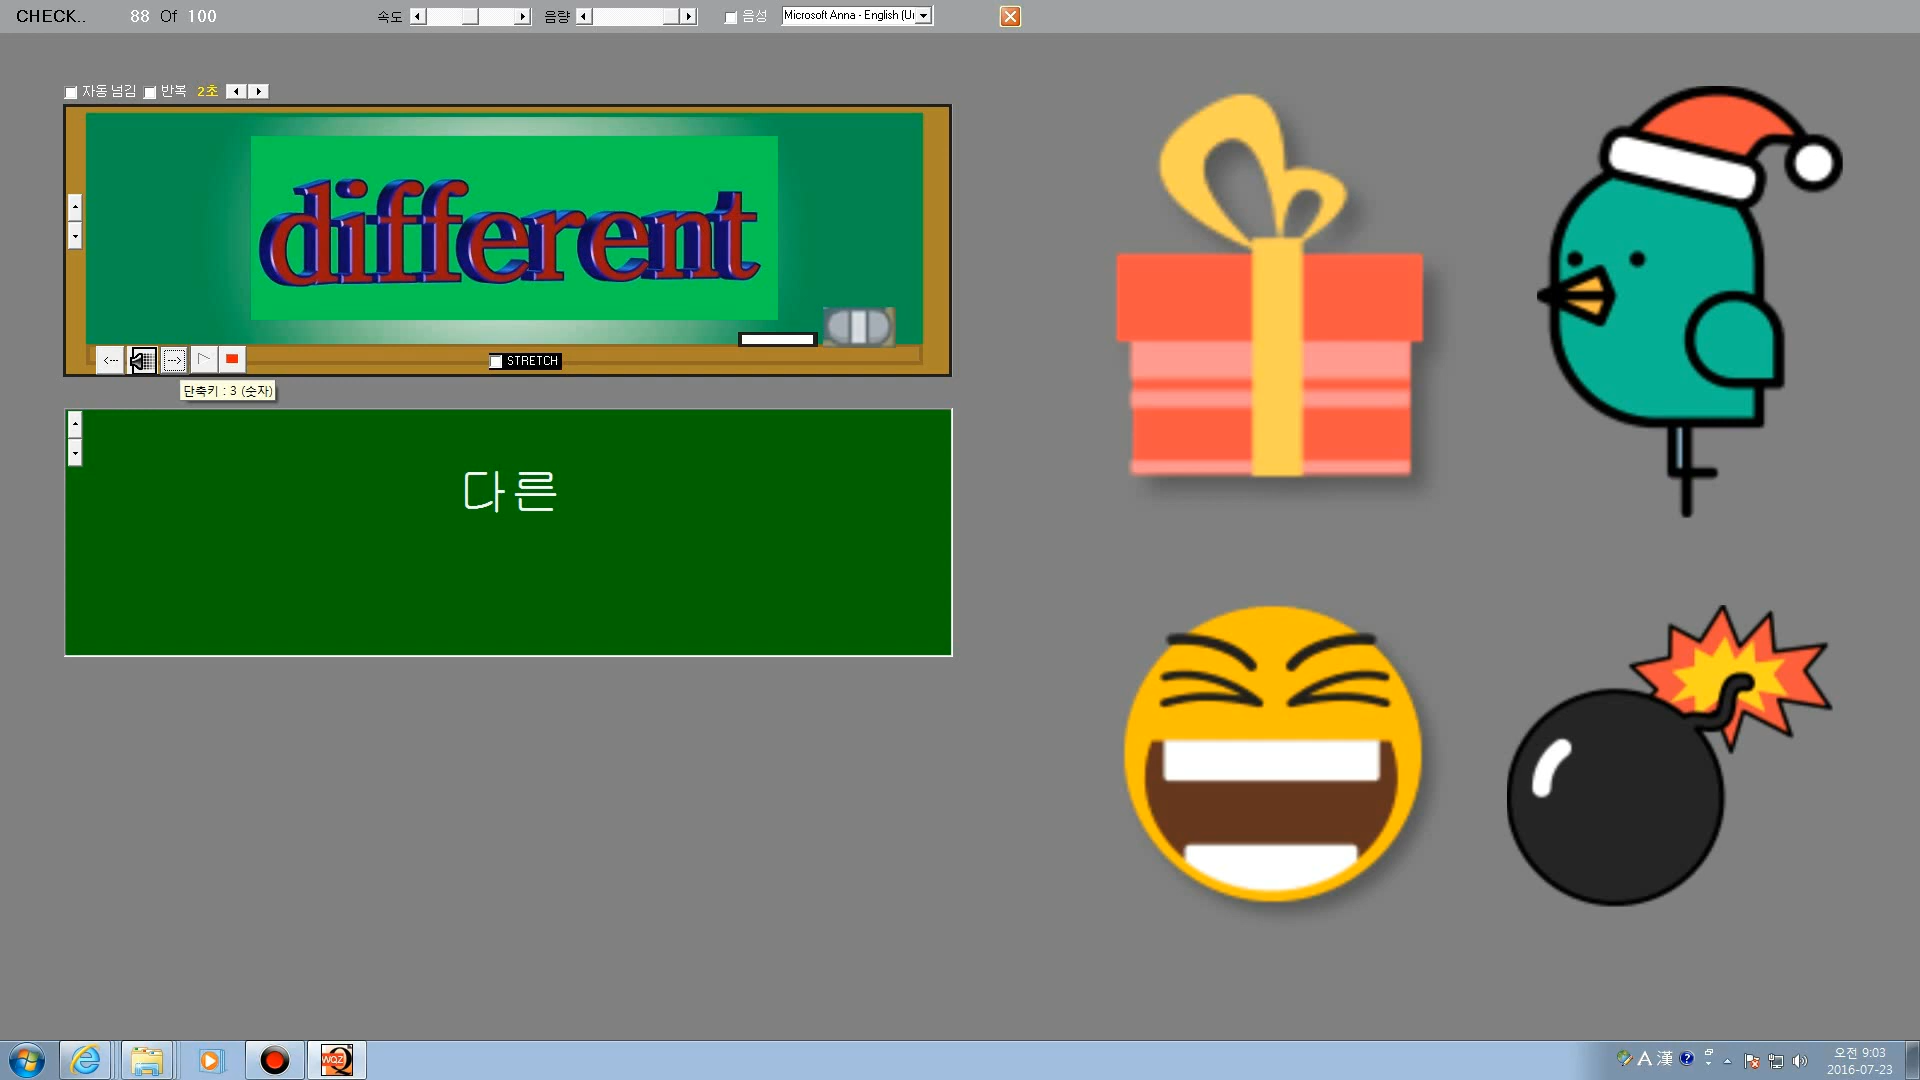 CHECK.. 88 Of 100 속도 음량 음성 Microsoft Anna - English (U
자동 넘김 반복 2초
different
<--- ---> STRETCH
단축키 : 3 (숫자)
다른
WQZ
A 漢 ? 오전 9:03
2016-07-23